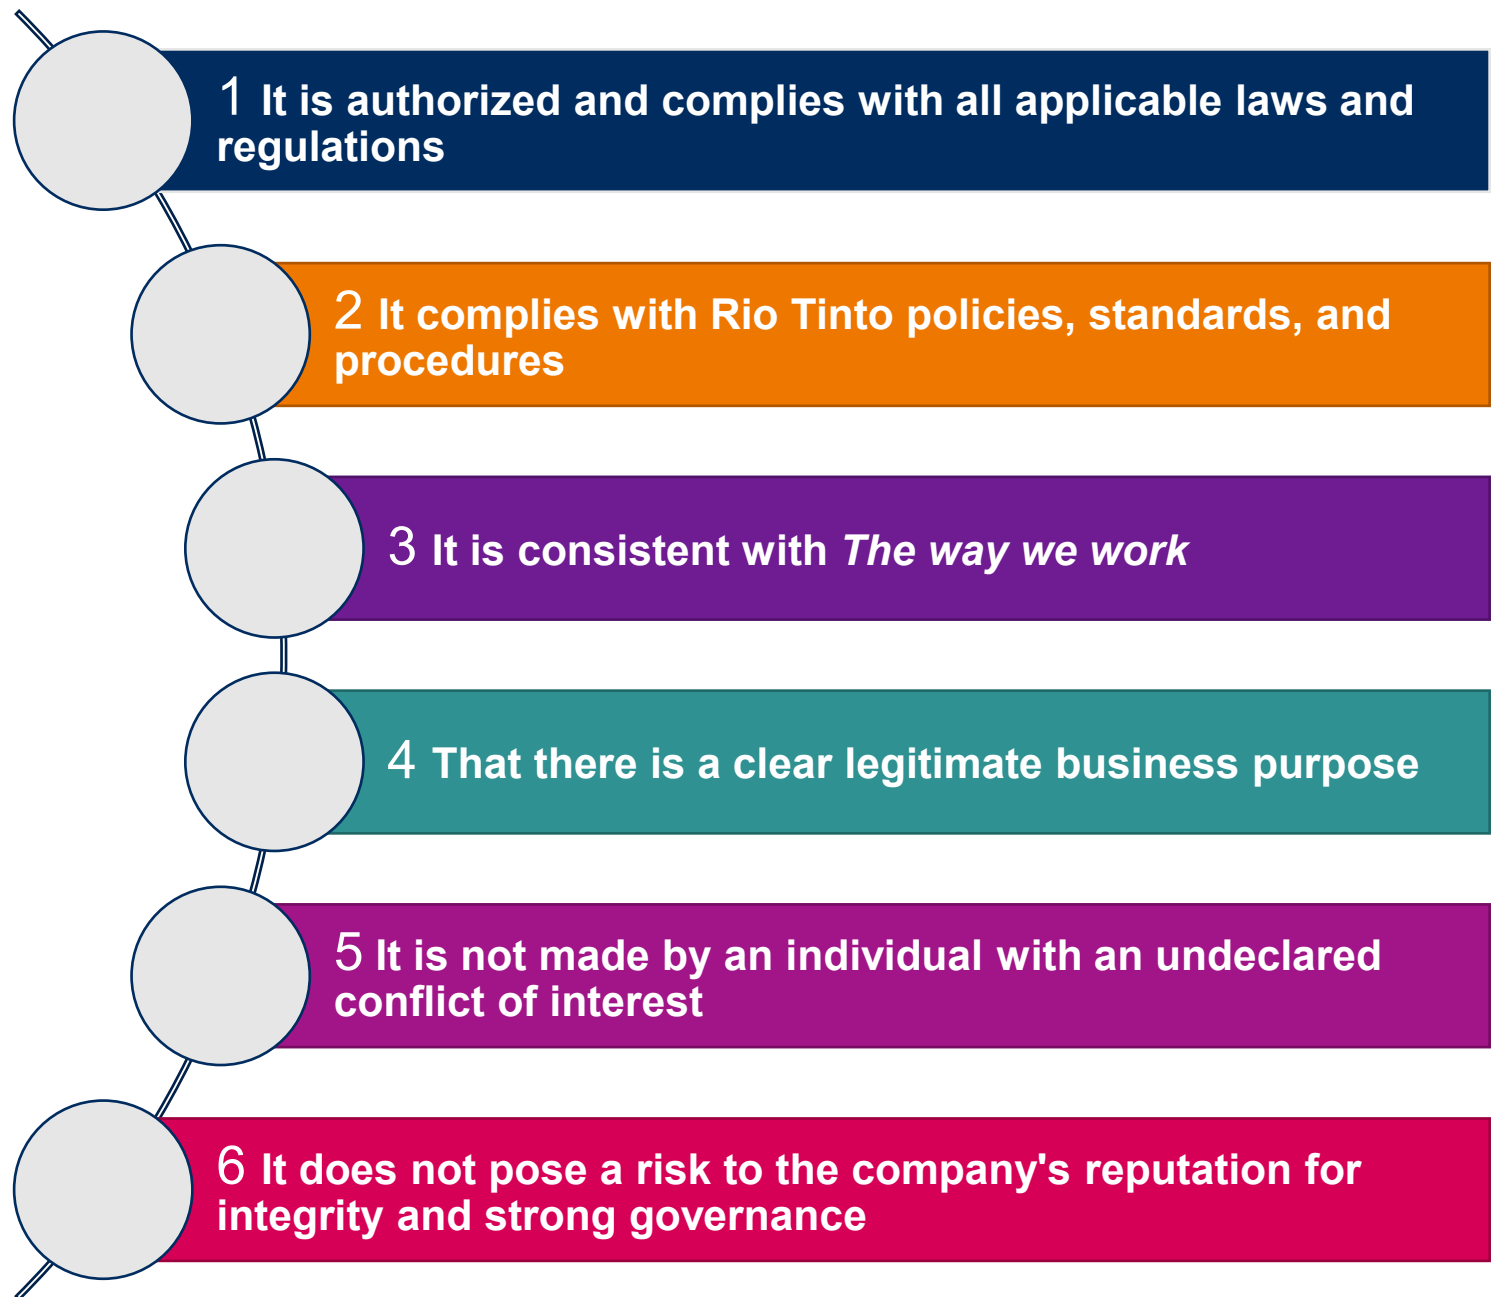 1 It is authorized and complies with all applicable laws and
regulations
2 It complies with Rio Tinto policies, standards, and
procedures
3 It is consistent with The way we work
4 That there is a clear legitimate business purpose
5 It is not made by an individual with an undeclared
conflict of interest
6 It does not pose a risk to the company's reputation for
integrity and strong governance